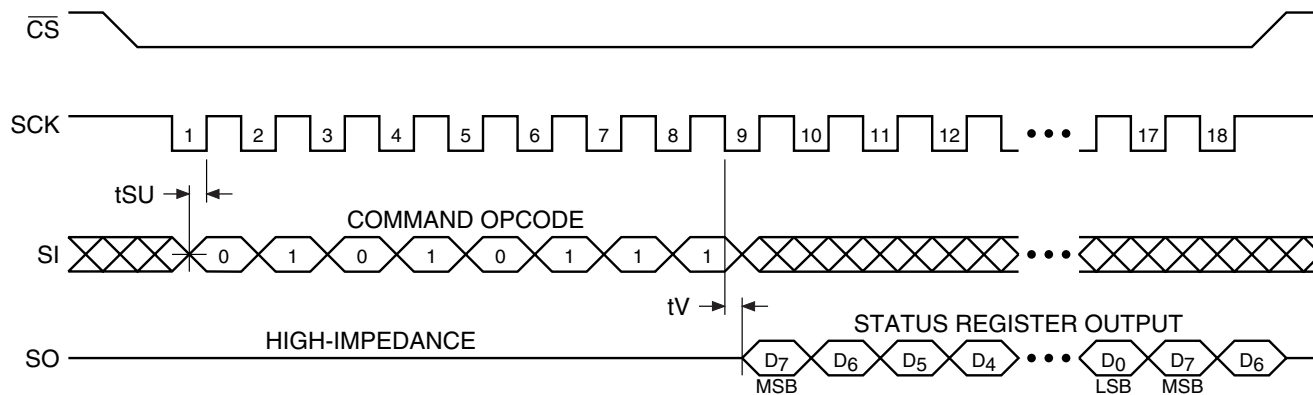 CS
SCK 1 2 3 4 5 6 7 8 9 10 11 12 17 18
tSU
COMMAND OPCODE
SI 0 1 0 1 0 1 1 1
tV
HIGH-IMPEDANCE
STATUS REGISTER OUTPUT
SO D7 D6 D5 D4 D0 D7 D6
MSB LSB MSB